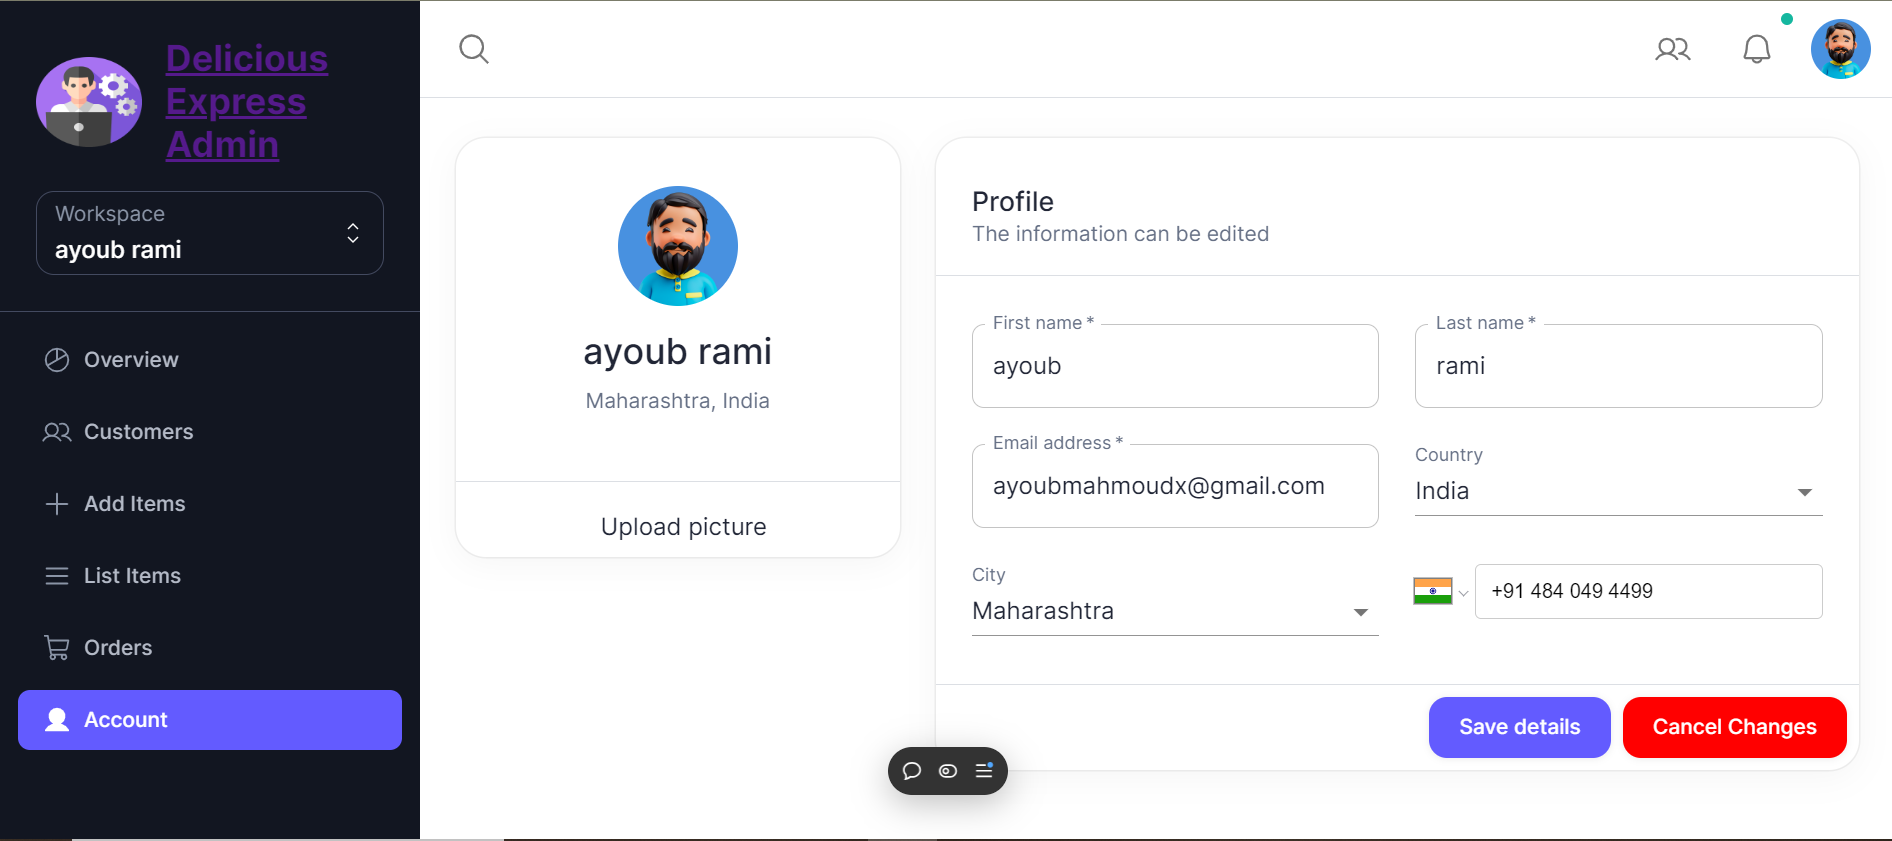 Delicious
Express
Admin
Workspace
ayoub rami
Overview
Customers
Add Items
List Items
Orders
Account
ayoub rami
Maharashtra, India
Upload picture
Profile
The information can be edited
First name *
ayoub
Last name *
rami
Email address *
ayoubmahmoudx@gmail.com
Country
India
City
Maharashtra
+91 484 049 4499
Save details
Cancel Changes